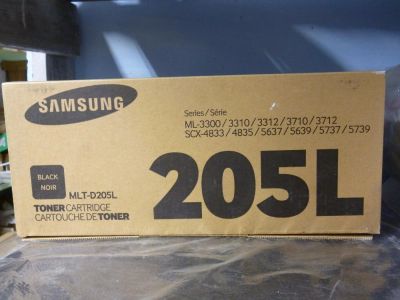 SAMSUNG
Series/Série
ML-3300/3310/3312/3710/3712
SCX-4833/4835/5637/5639/5737/5739
BLACK
NOIR
MLT-D205L
205L
TONER CARTRIDGE
CARTOUCHE DE TONER